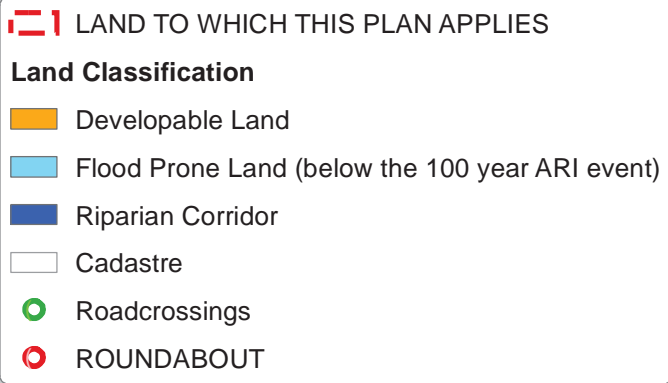 LAND TO WHICH THIS PLAN APPLIES
Land Classification
Developable Land
Flood Prone Land (below the 100 year ARI event)
Riparian Corridor
Cadastre
Roadcrossings
ROUNDABOUT